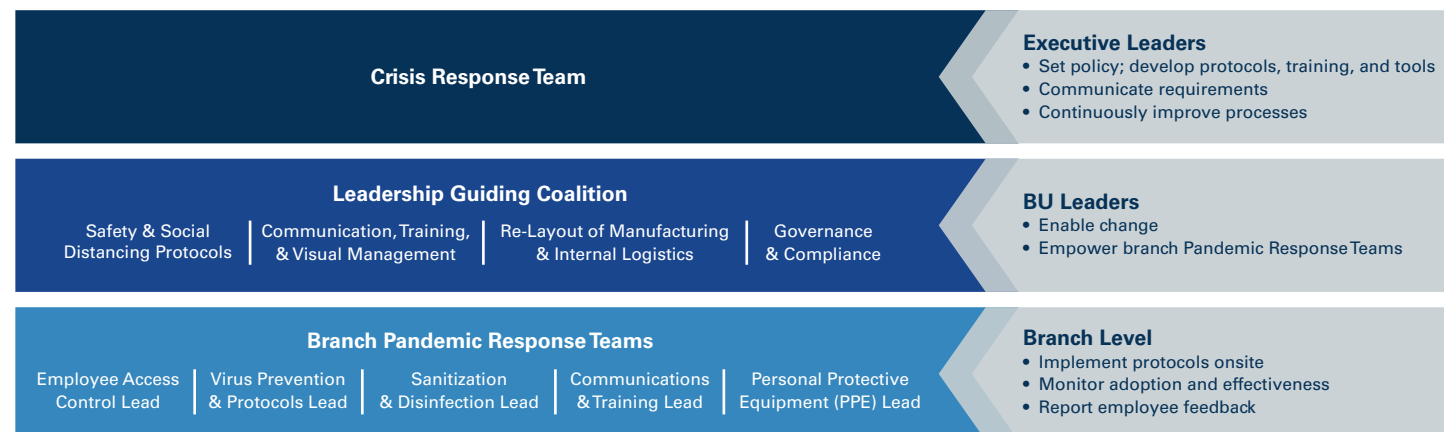 Crisis Response Team
Executive Leaders
• Set policy; develop protocols, training, and tools
• Communicate requirements
• Continuously improve processes
Leadership Guiding Coalition
Safety & Social
Distancing Protocols
Communication, Training,
& Visual Management
Re-Layout of Manufacturing
& Internal Logistics
Governance
& Compliance
BU Leaders
• Enable change
• Empower branch Pandemic Response Teams
Branch Pandemic Response Teams
Employee Access
Control Lead
Virus Prevention
& Protocols Lead
Sanitization
& Disinfection Lead
Communications
& Training Lead
Personal Protective
Equipment (PPE) Lead
Branch Level
• Implement protocols onsite
• Monitor adoption and effectiveness
• Report employee feedback